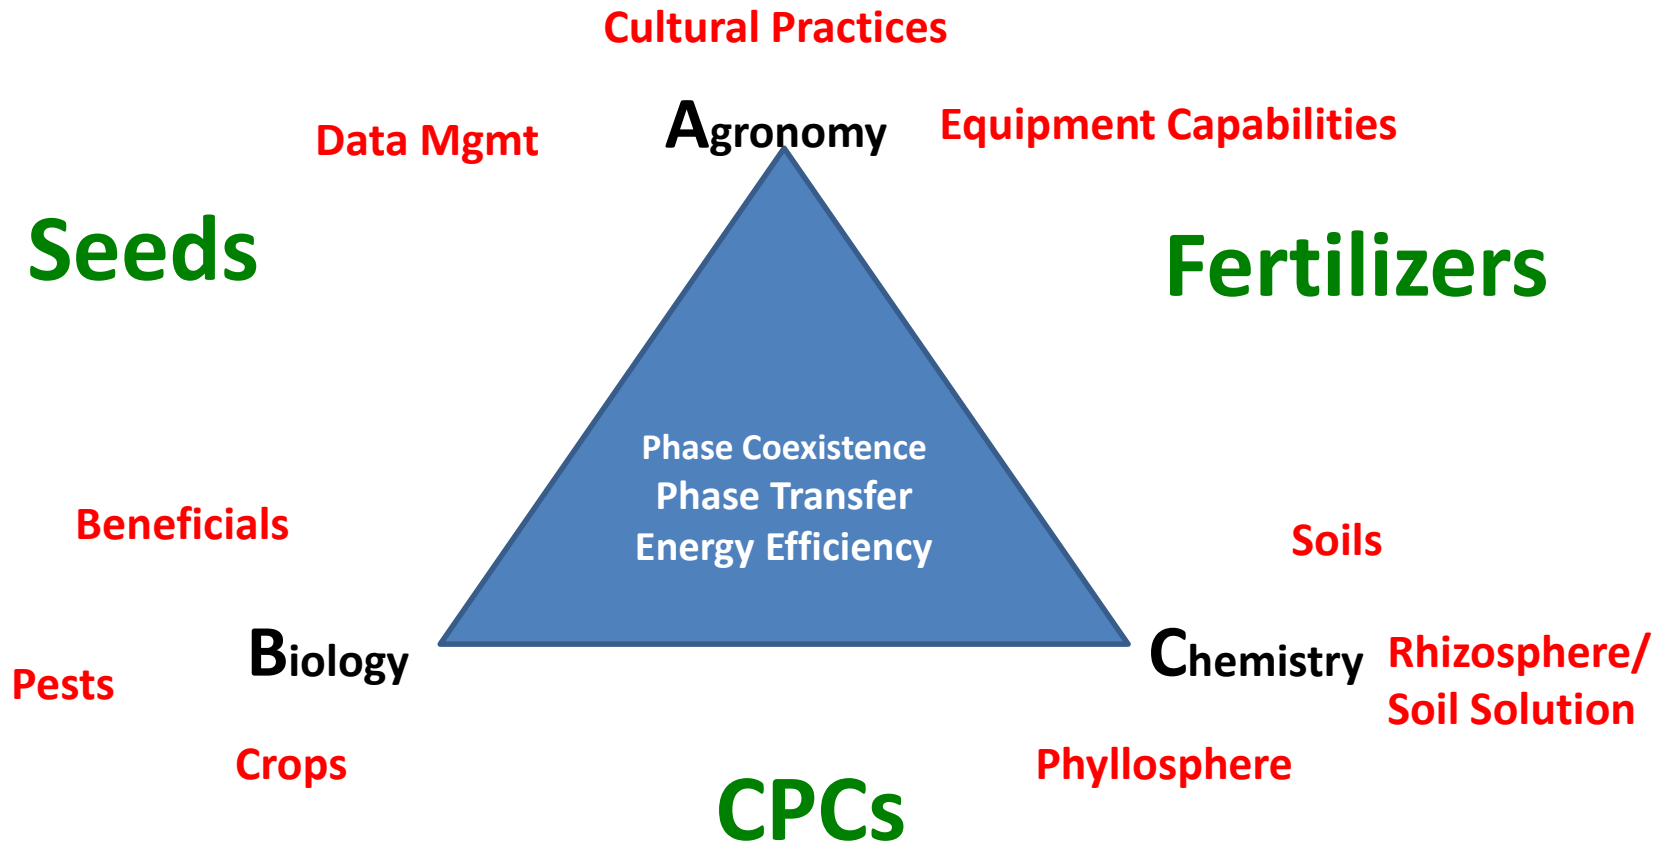 Cultural Practices
Data Mgmt
Agronomy
Equipment Capabilities
Seeds
Fertilizers
Phase Coexistence
Phase Transfer
Energy Efficiency
Beneficials
Soils
Pests
Biology
Crops
Chemistry
Rhizosphere/
Soil Solution
Phyllosphere
CPCs